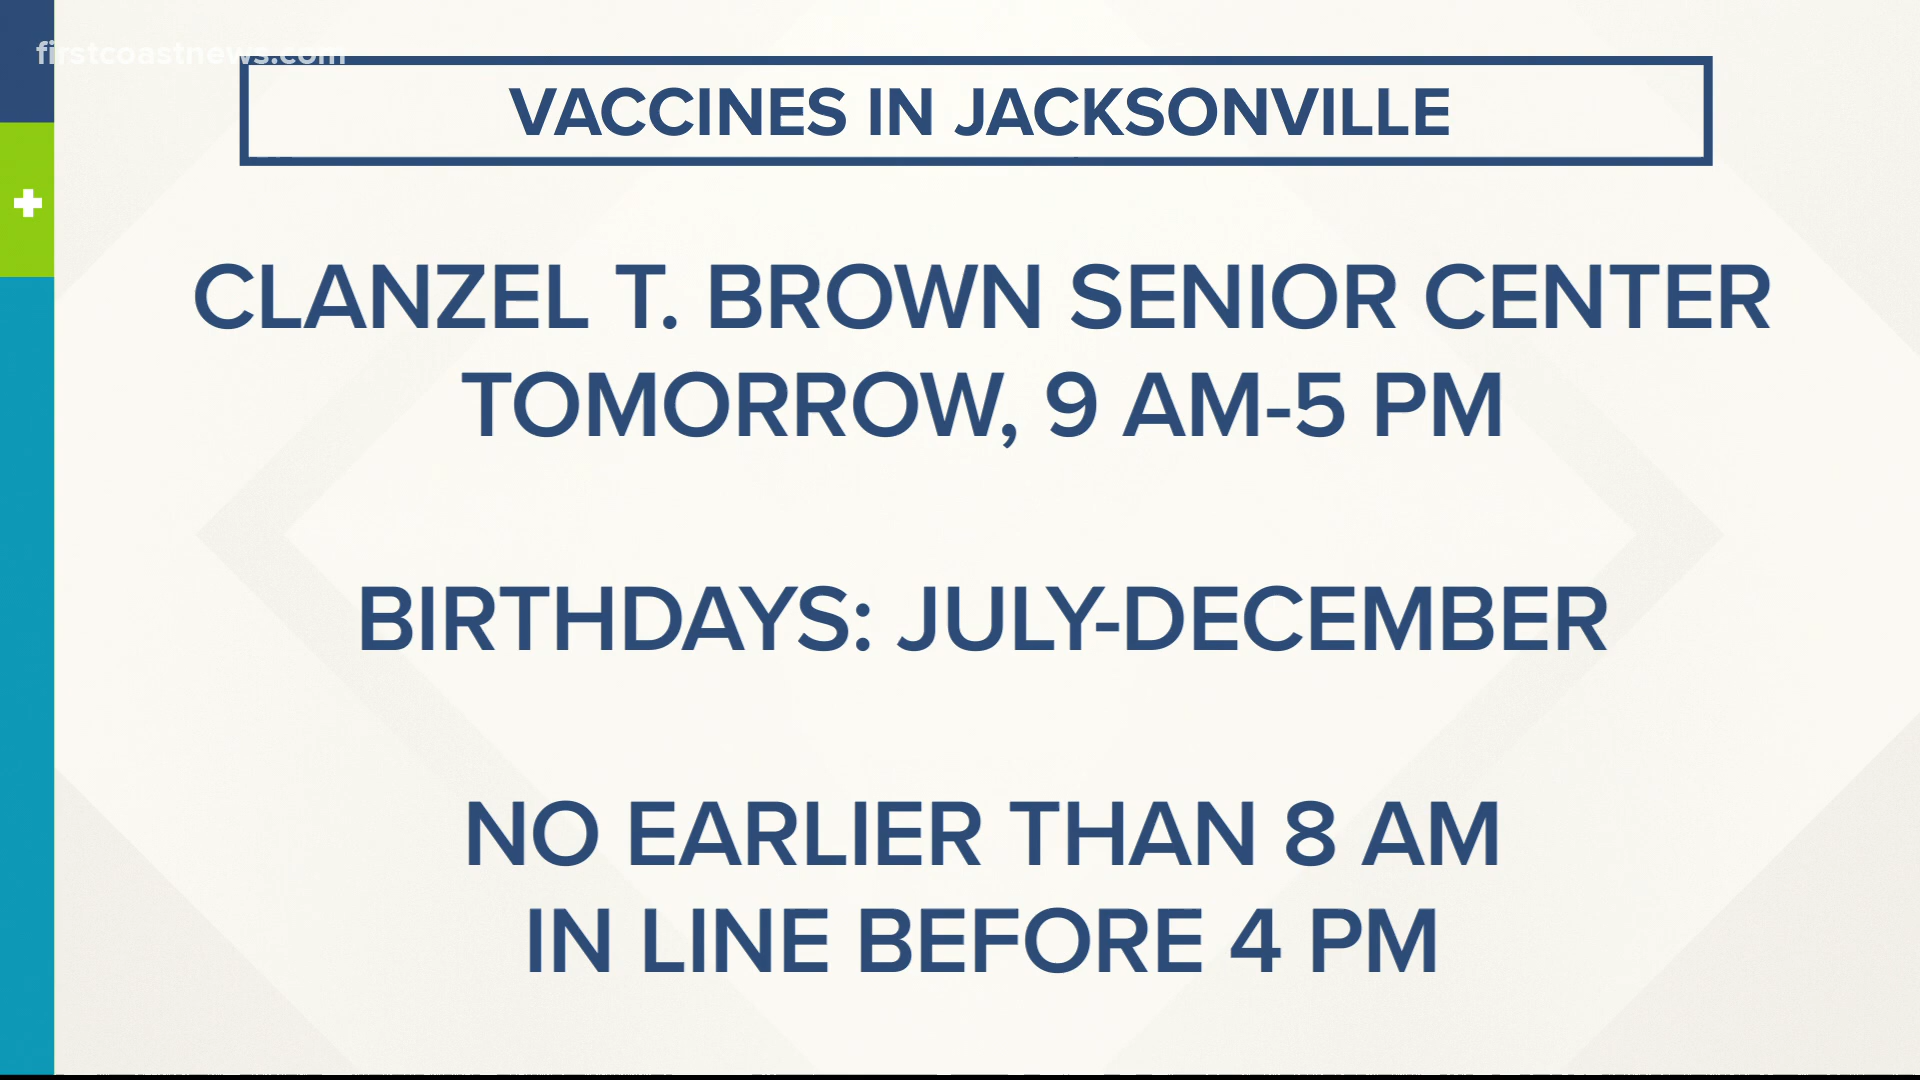 firstcoastnews.com
VACCINES IN JACKSONVILLE
CLANZEL T. BROWN SENIOR CENTER
TOMORROW, 9 AM-5 PM
BIRTHDAYS: JULY-DECEMBER
NO EARLIER THAN 8 AM
IN LINE BEFORE 4 PM